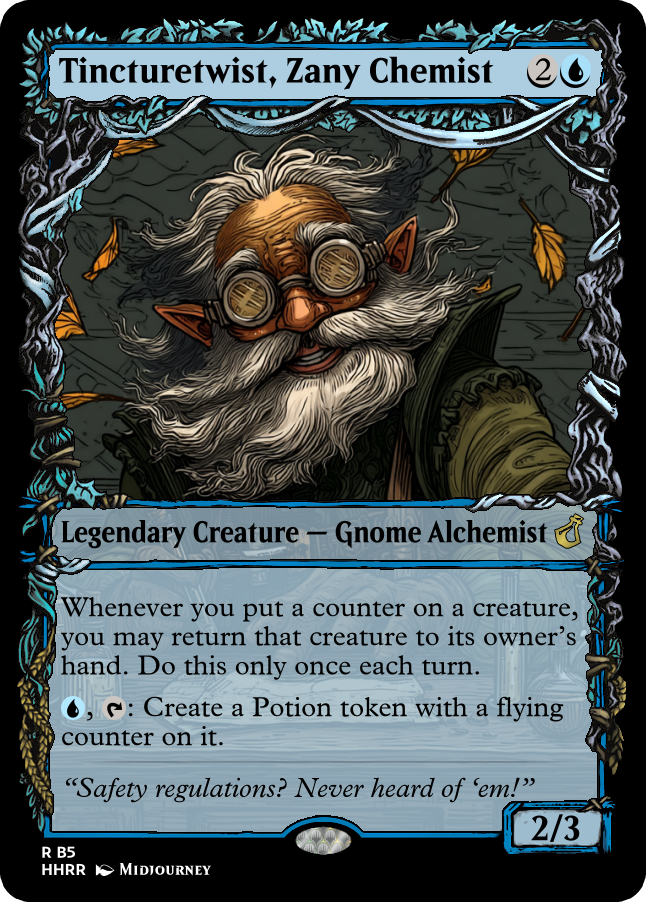 Tincturetwist, Zany Chemist 2
Legendary Creature — Gnome Alchemist
Whenever you put a counter on a creature,
you may return that creature to its owner's
hand. Do this only once each turn.
, : Create a Potion token with a flying
counter on it.
“Safety regulations? Never heard of ‘em!”
2/3
R B5
HHRR MIDJOURNEY